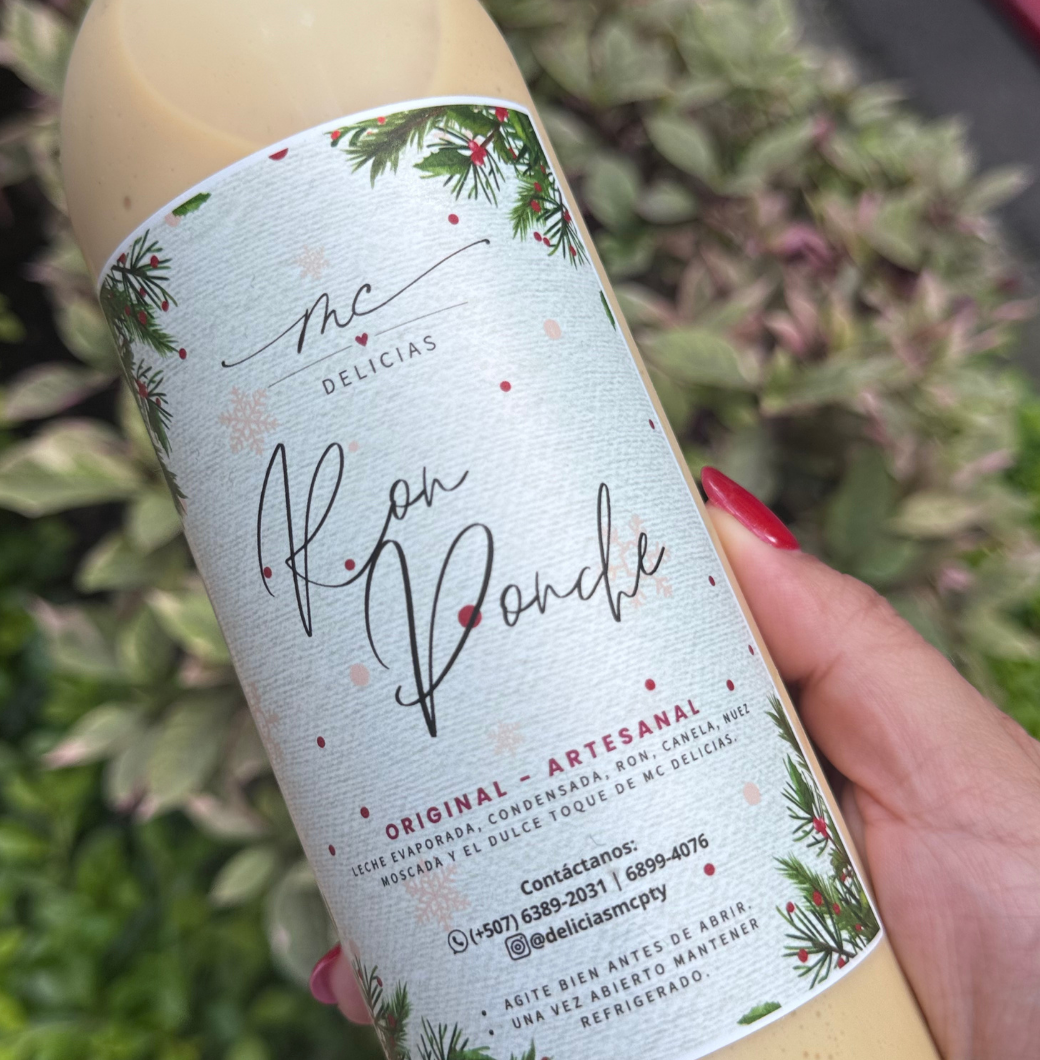 mc
DELICIAS
Ron
Ponche
ORIGINAL - ARTESANAL
LECHE EVAPORADA, CONDENSADA, RON, CANELA, NUEZ
MOSCADA Y EL DULCE TOQUE DE MC DELICIAS.
Contáctanos:
(+507) 6389-2031 | 6899-4076
@deliciasmcpty
• AGITE BIEN ANTES DE ABRIR.
• UNA VEZ ABIERTO MANTENER
REFRIGERADO.